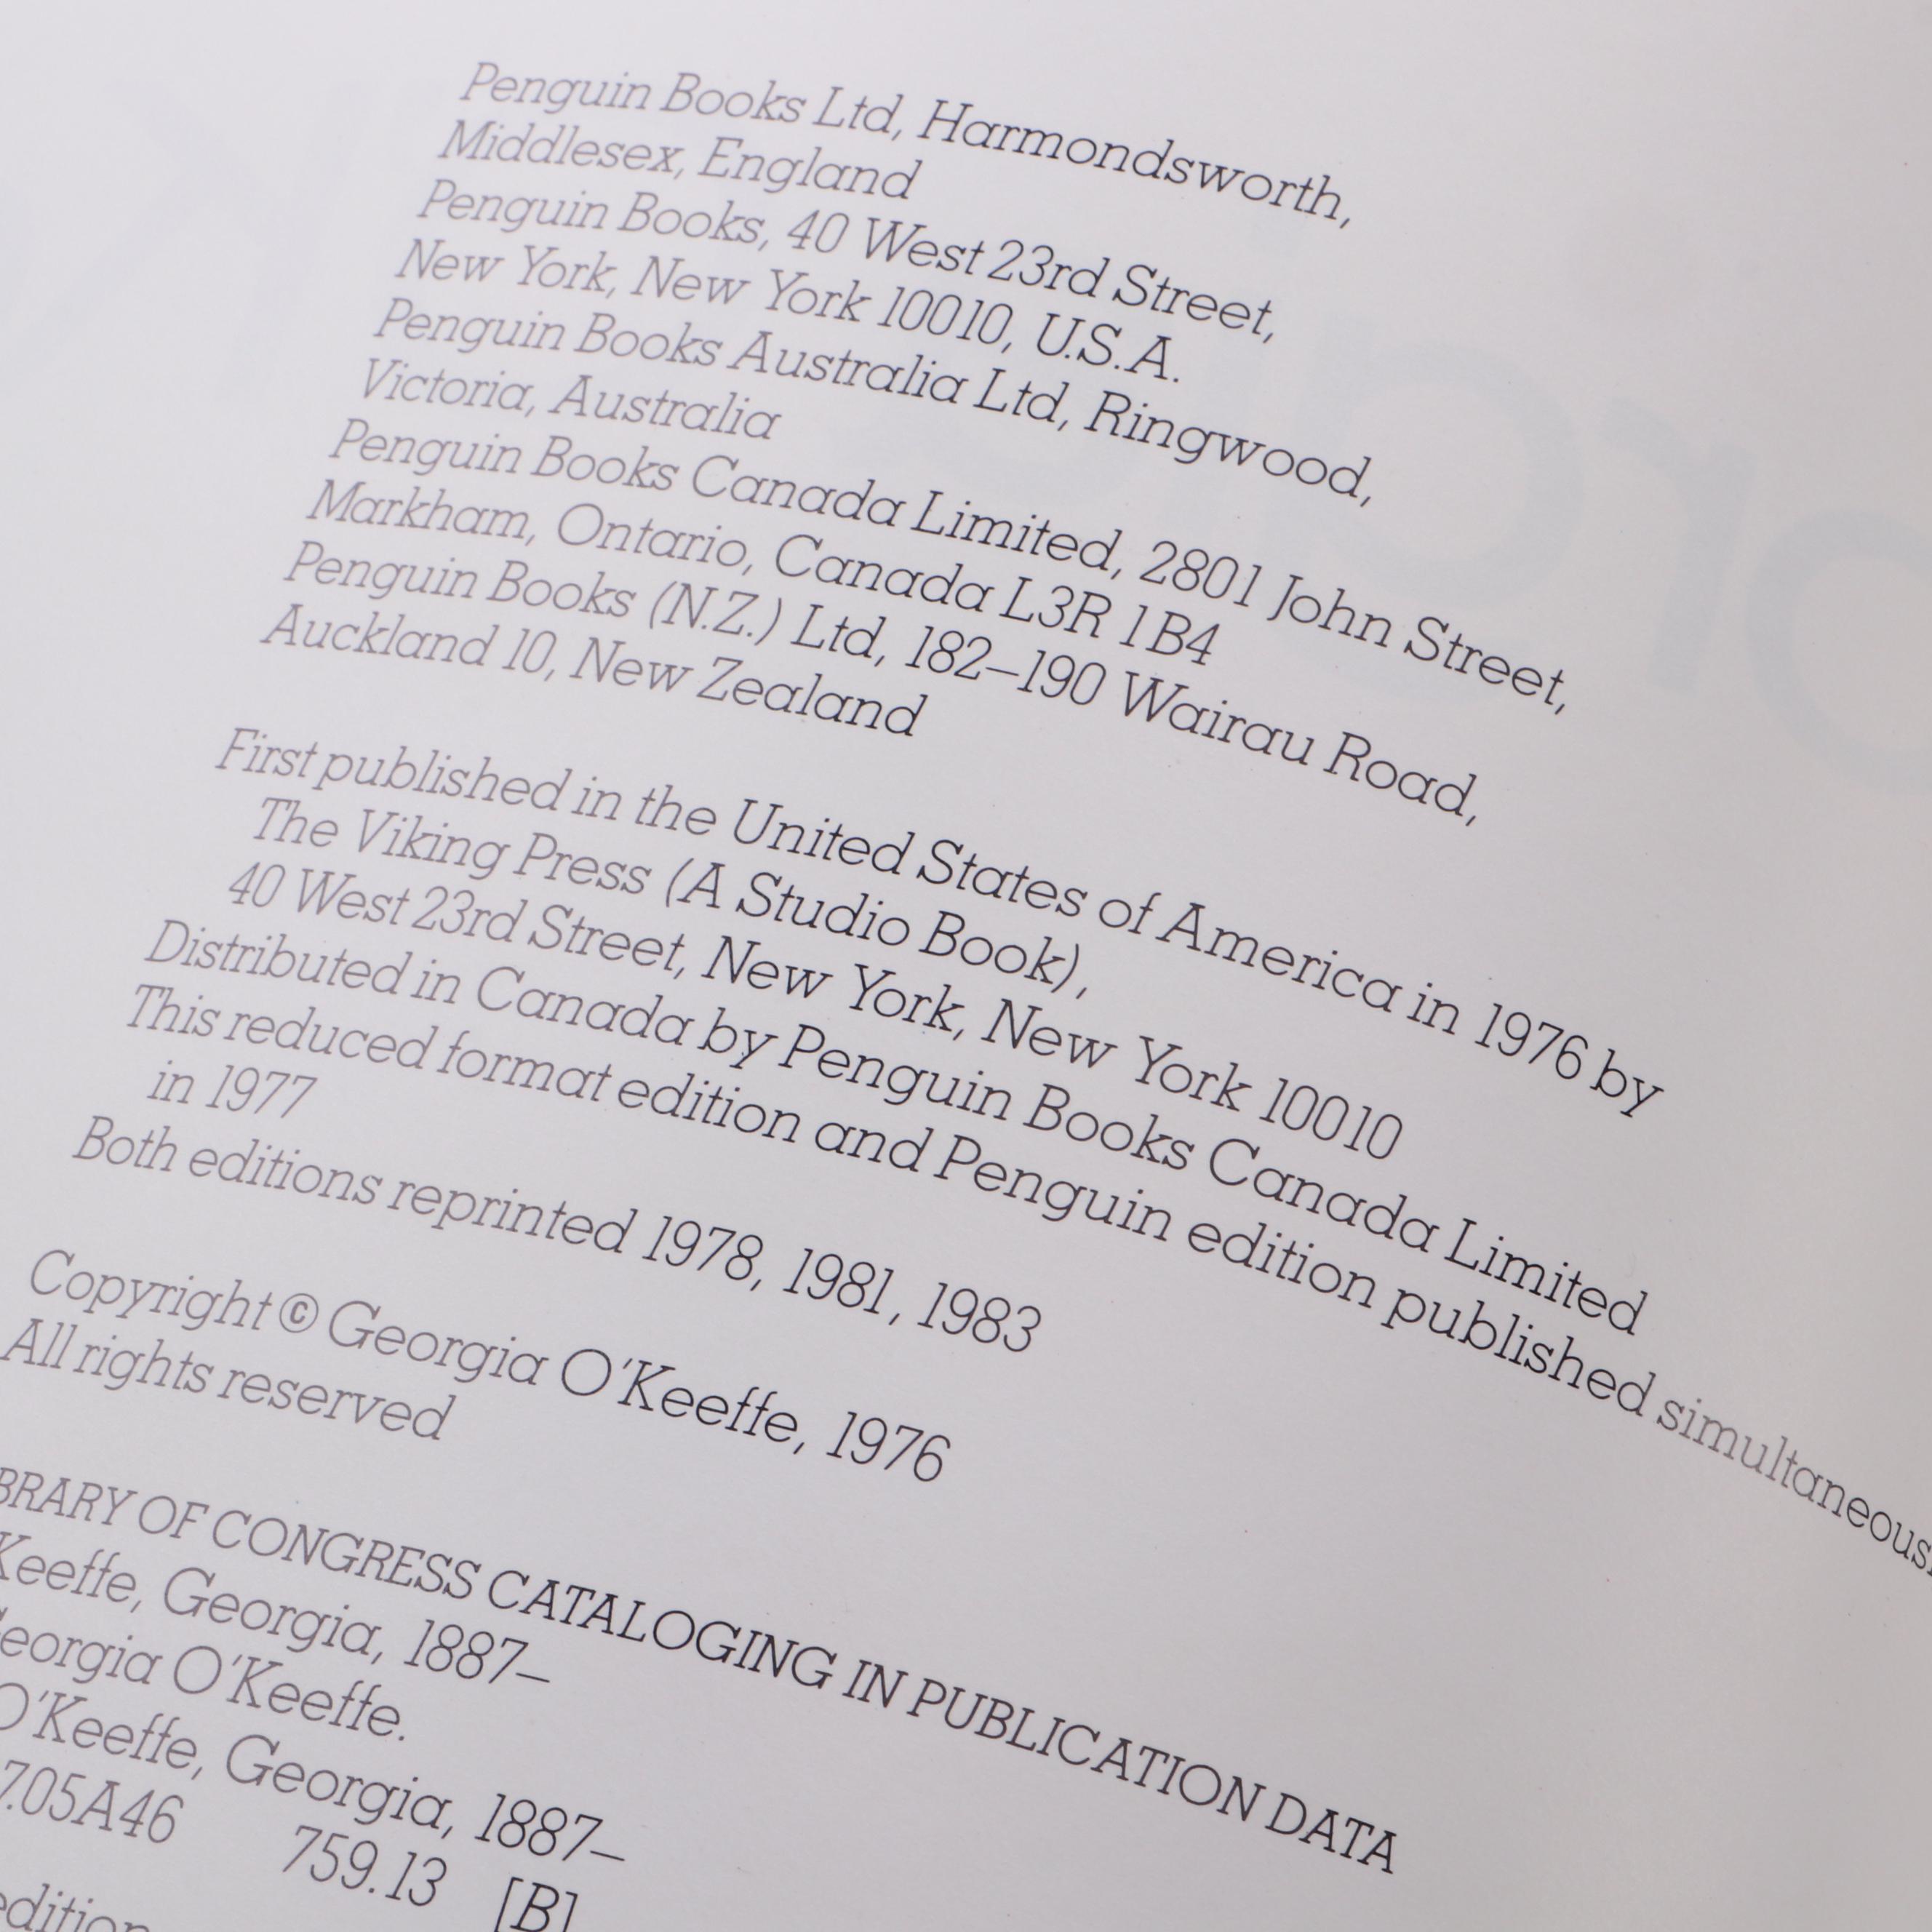 Penguin Books Ltd, Harmondsworth,
Middlesex, England
Penguin Books, 40 West 23rd Street,
New York, New York 10010, U.S.A.
Penguin Books Australia Ltd, Ringwood,
Victoria, Australia
Penguin Books Canada Limited, 2801 John Street,
Markham, Ontario, Canada L3R 1B4
Penguin Books (N.Z.) Ltd, 182–190 Wairau Road,
Auckland 10, New Zealand
First published in the United States of America in 1976 by
The Viking Press (A Studio Book),
40 West 23rd Street, New York, New York 10010
Distributed in Canada by Penguin Books Canada Limited
This reduced format edition and Penguin edition published
in 1977
Both editions reprinted 1978, 1981, 1983
Copyright © Georgia O'Keeffe, 1976
All rights reserved
OF CONGRESS CATALOGING IN PUBLICATION DATA
Georgia, 1887–
O'Keeffe.
O'Keeffe, Georgia, 1887–
7.05A46 759.13 [B]